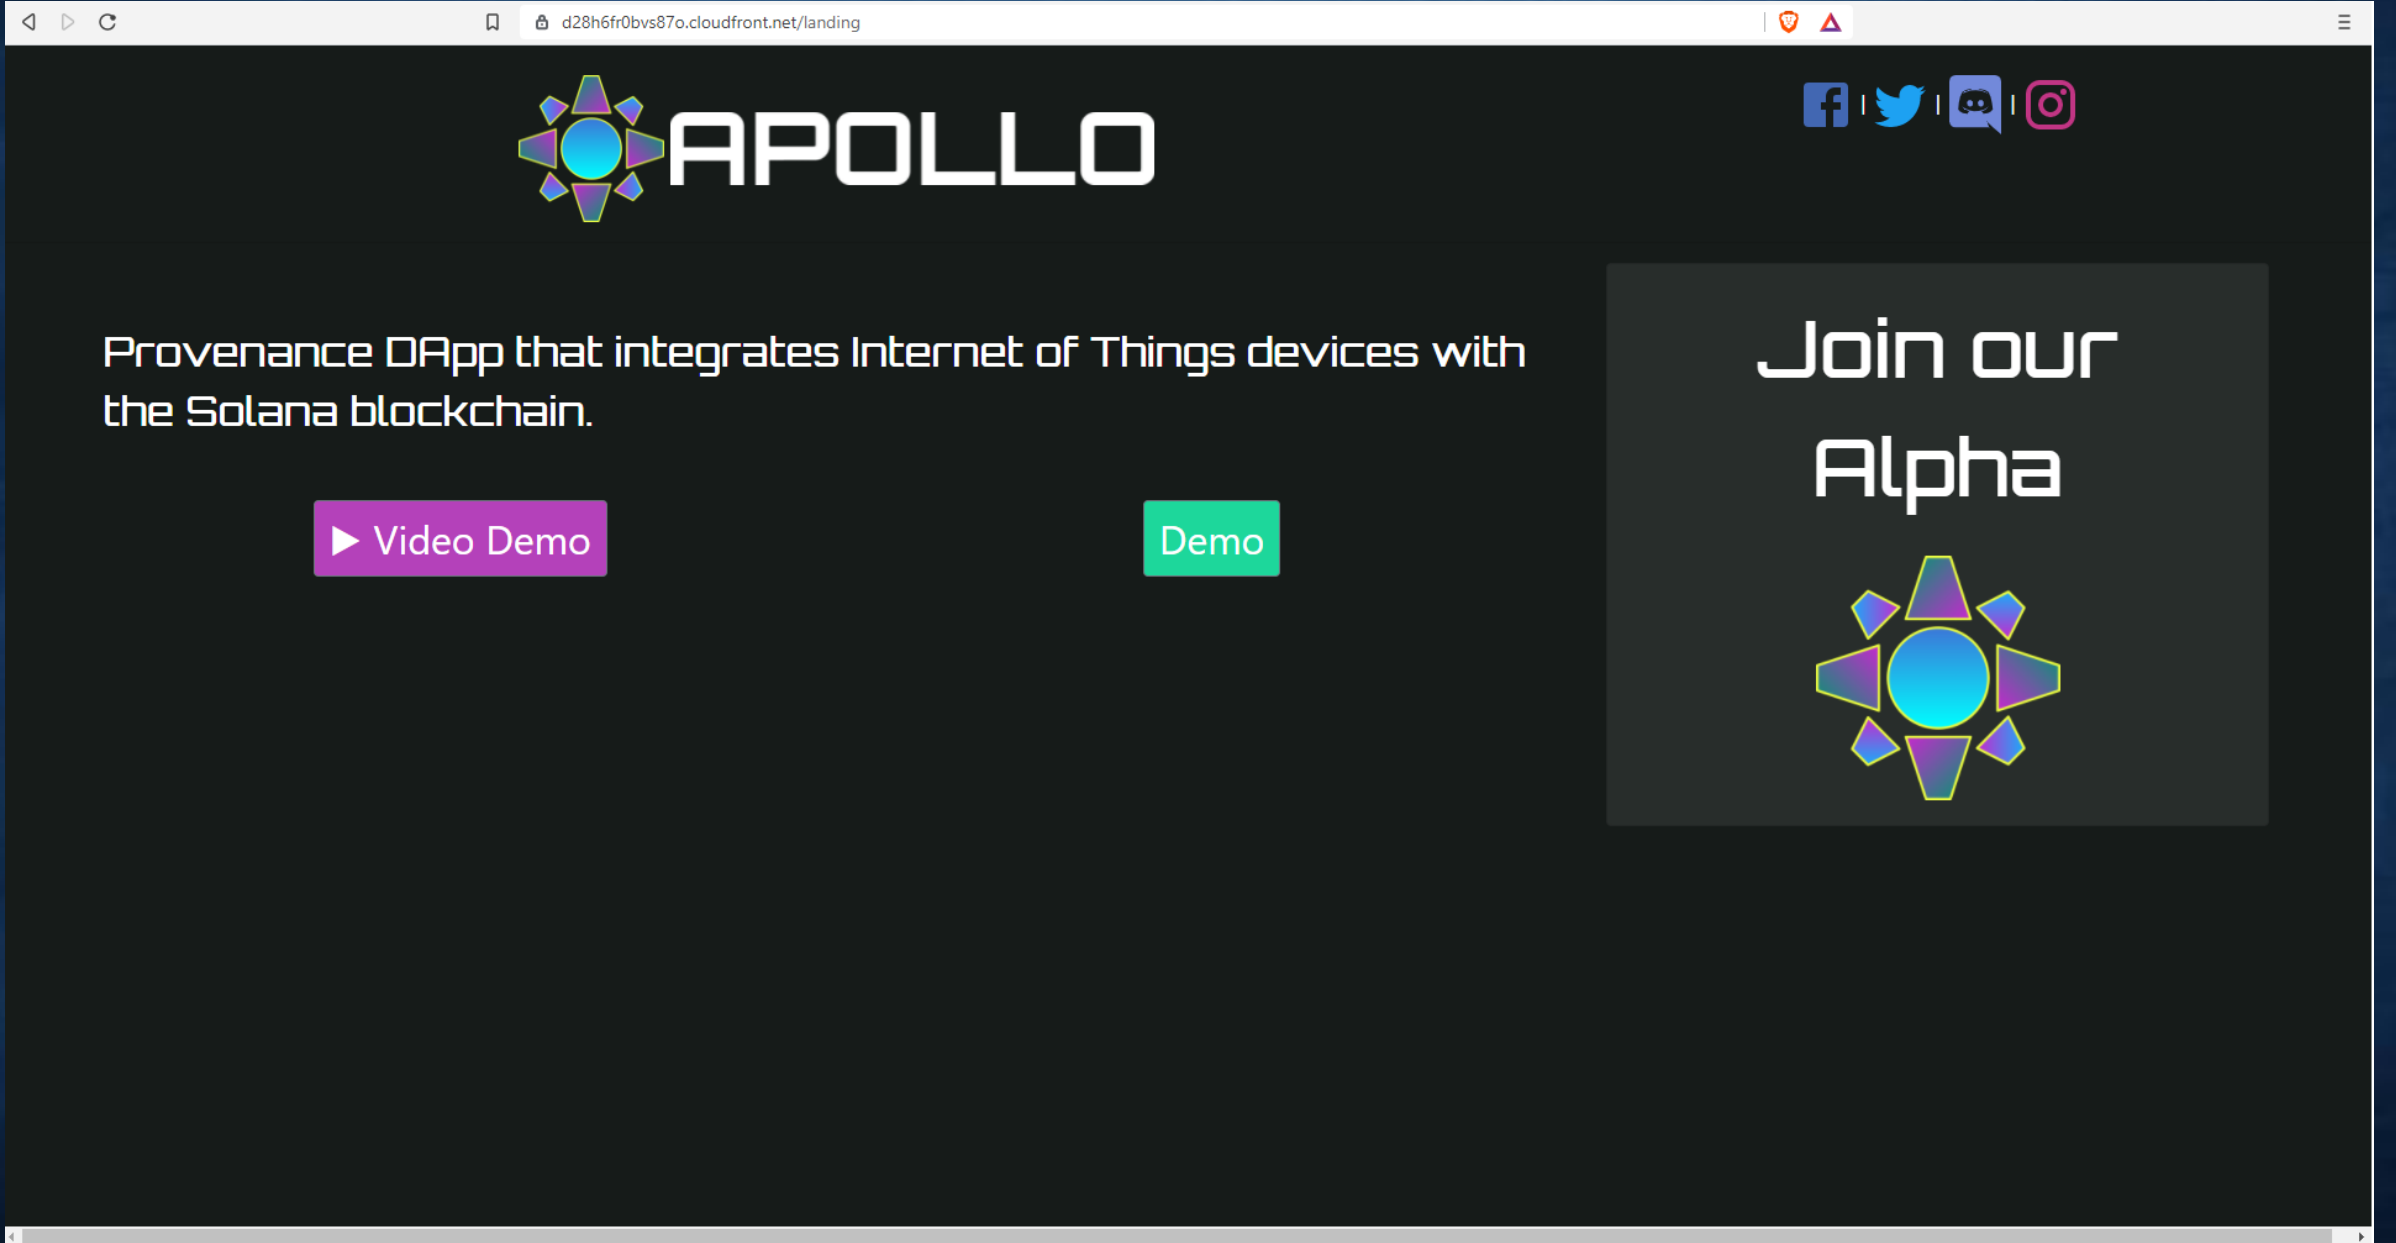 d28h6fr0bvs87o.cloudfront.net/landing
APOLLO
| | |
Provenance DApp that integrates Internet of Things devices with
the Solana blockchain.
Video Demo
Demo
Join our
Alpha